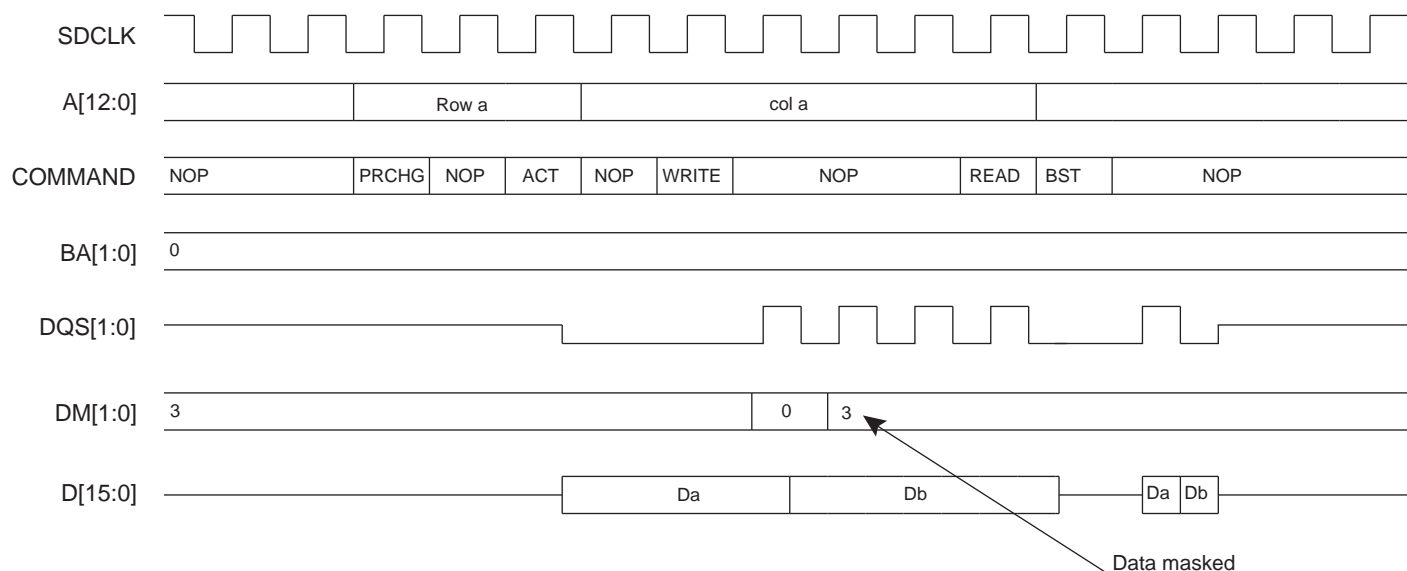 SDCLK
A[12:0] Row a col a
COMMAND NOP PRCHG NOP ACT NOP WRITE NOP READ BST NOP
BA[1:0] 0
DQS[1:0]
DM[1:0] 3 0 3
D[15:0] Da Db Da Db
Data masked